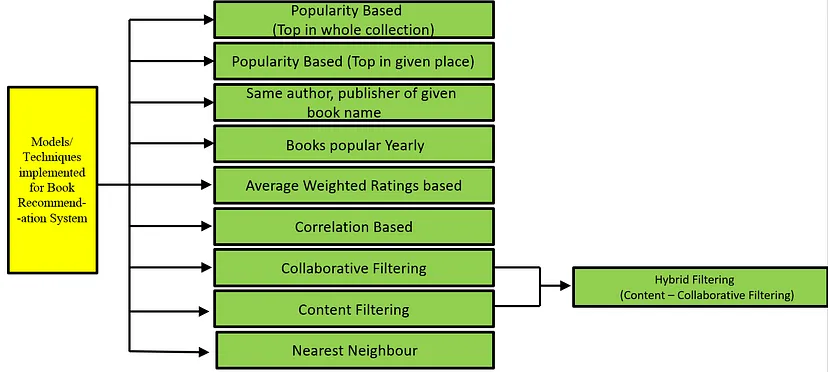 Models/
Techniques
implemented
for Book
Recommend-
-ation System
Popularity Based
(Top in whole collection)
Popularity Based (Top in given place)
Same author, publisher of given
book name
Books popular Yearly
Average Weighted Ratings based
Correlation Based
Collaborative Filtering
Content Filtering
Nearest Neighbour
Hybrid Filtering
(Content – Collaborative Filtering)